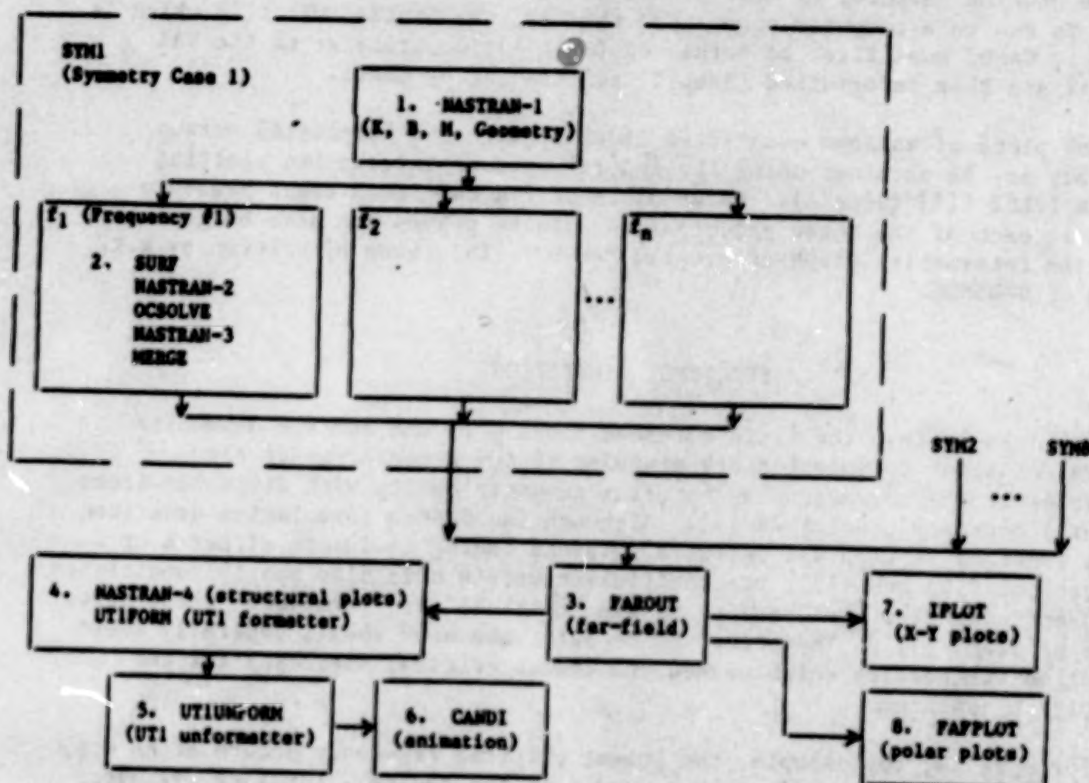 SYM1
(Symmetry Case 1)
1. NASTRAN-1
(K, B, M, Geometry)
f1 (Frequency #1)
f2
fn
2. SURF
NASTRAN-2
OCSOLVE
NASTRAN-3
MERGE
...
SYM2
SYM8
...
4. NASTRAN-4 (structural plots)
UT1FORM (UT1 formatter)
3. FAROUT
(far-field)
7. IPLOT
(X-Y plots)
5. UT1UNFORM
(UT1 unformatter)
6. CANDI
(animation)
8. FAFPLOT
(polar plots)